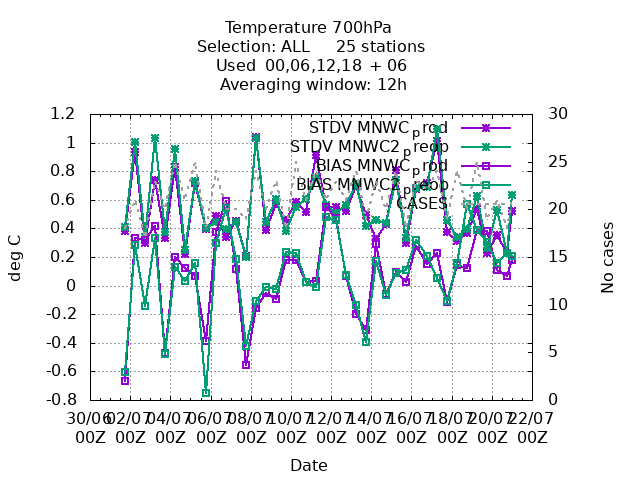 Temperature 700hPa
Selection: ALL     25 stations
Used 00,06,12,18 + 06
Averaging window: 12h
STDV MNWC_prod
STDV MNWC2_preop
BIAS MNWC_prod
BIAS MNWC2_preop
CASES
1.2
1
0.8
0.6
0.4
0.2
0
-0.2
-0.4
-0.6
-0.8
deg C
30
25
20
15
10
5
0
No cases
30/06 02/07 04/07 06/07 08/07 10/07 12/07 14/07 16/07 18/07 20/07 22/07
00Z 00Z 00Z 00Z 00Z 00Z 00Z 00Z 00Z 00Z 00Z 00Z
Date